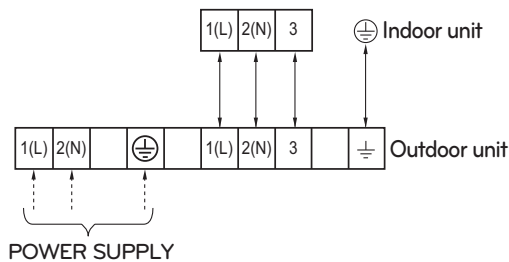 1(L) 2(N) 3 Indoor unit
1(L) 2(N) 1(L) 2(N) 3 Outdoor unit
POWER SUPPLY